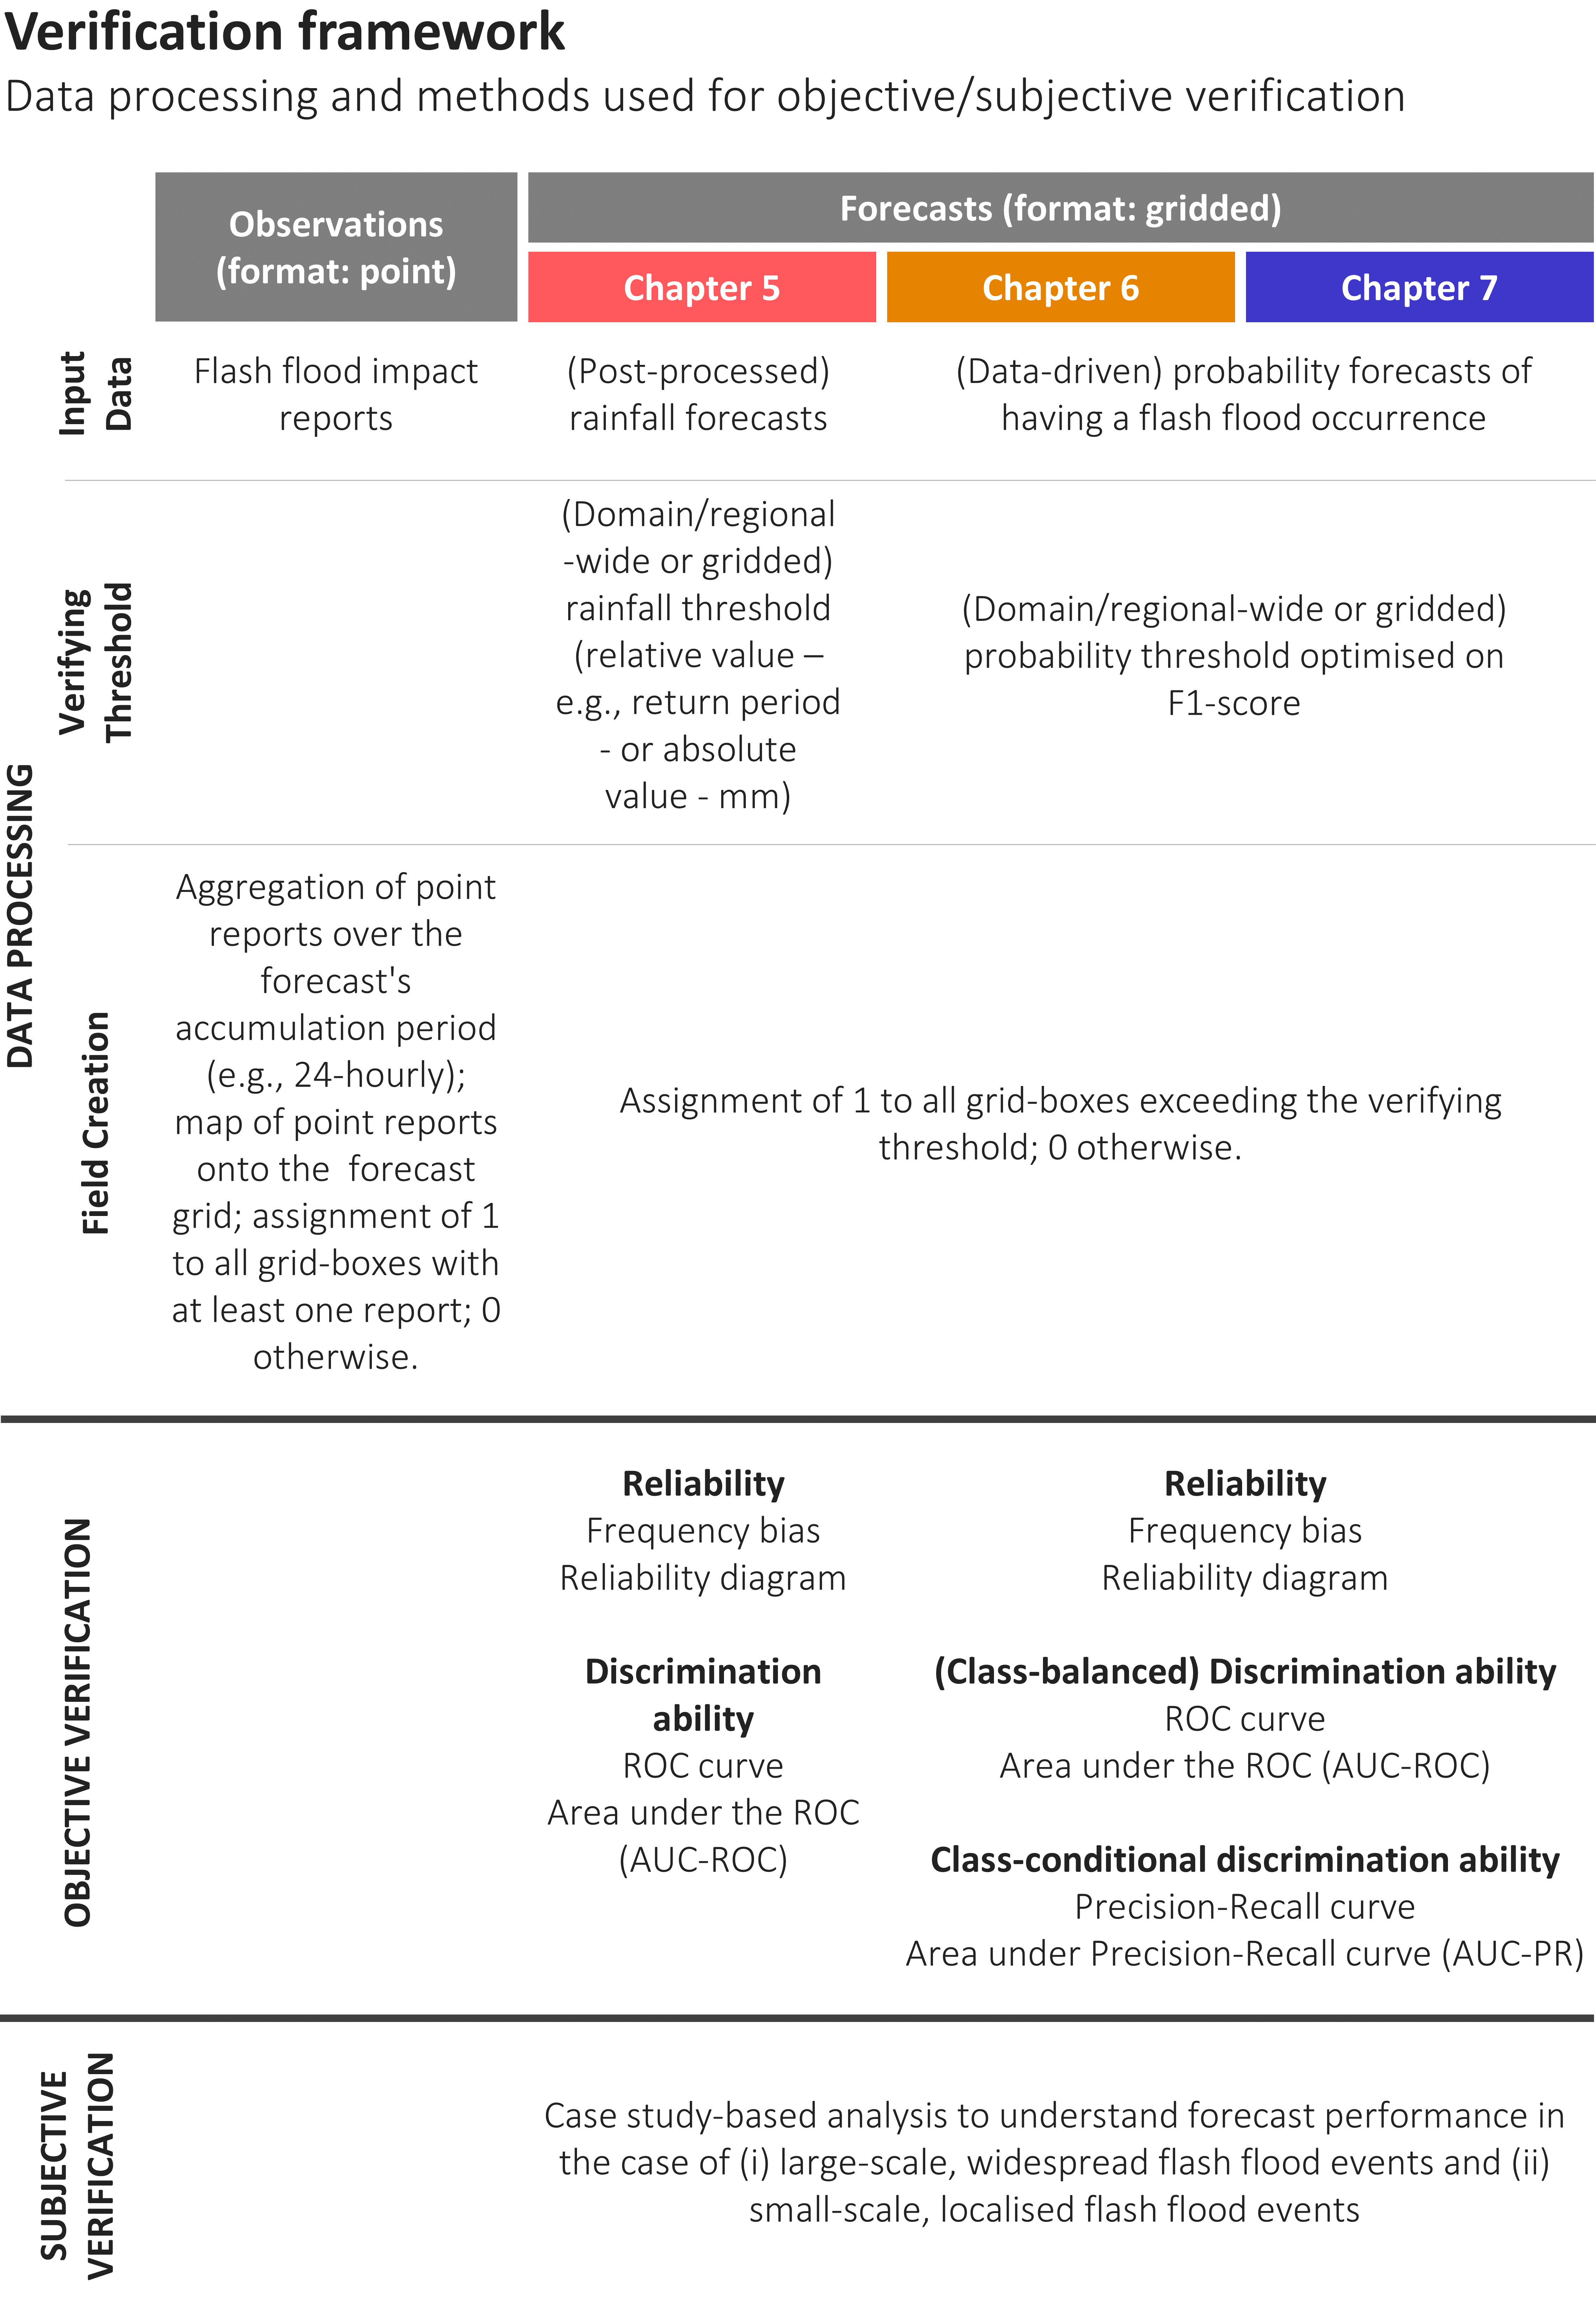 Verification framework
Data processing and methods used for objective/subjective verification
Observations
(format: point)
Forecasts (format: gridded)
Chapter 5
Chapter 6
Chapter 7
DATA PROCESSING
Input
Data
Flash flood impact
reports
(Post-processed)
rainfall forecasts
(Data-driven) probability forecasts of
having a flash flood occurrence
Verifying
Threshold
(Domain/regional
-wide or gridded)
rainfall threshold
(relative value –
e.g., return period
- or absolute
value - mm)
(Domain/regional-wide or gridded)
probability threshold optimised on
F1-score
Field Creation
Aggregation of point
reports over the
forecast's
accumulation period
(e.g., 24-hourly);
map of point reports
onto the  forecast
grid; assignment of 1
to all grid-boxes with
at least one report; 0
otherwise.
Assignment of 1 to all grid-boxes exceeding the verifying
threshold; 0 otherwise.
OBJECTIVE VERIFICATION
Reliability
Frequency bias
Reliability diagram
Discrimination
ability
ROC curve
Area under the ROC
(AUC-ROC)
Reliability
Frequency bias
Reliability diagram
(Class-balanced) Discrimination ability
ROC curve
Area under the ROC (AUC-ROC)
Class-conditional discrimination ability
Precision-Recall curve
Area under Precision-Recall curve (AUC-PR)
SUBJECTIVE
VERIFICATION
Case study-based analysis to understand forecast performance in
the case of (i) large-scale, widespread flash flood events and (ii)
small-scale, localised flash flood events